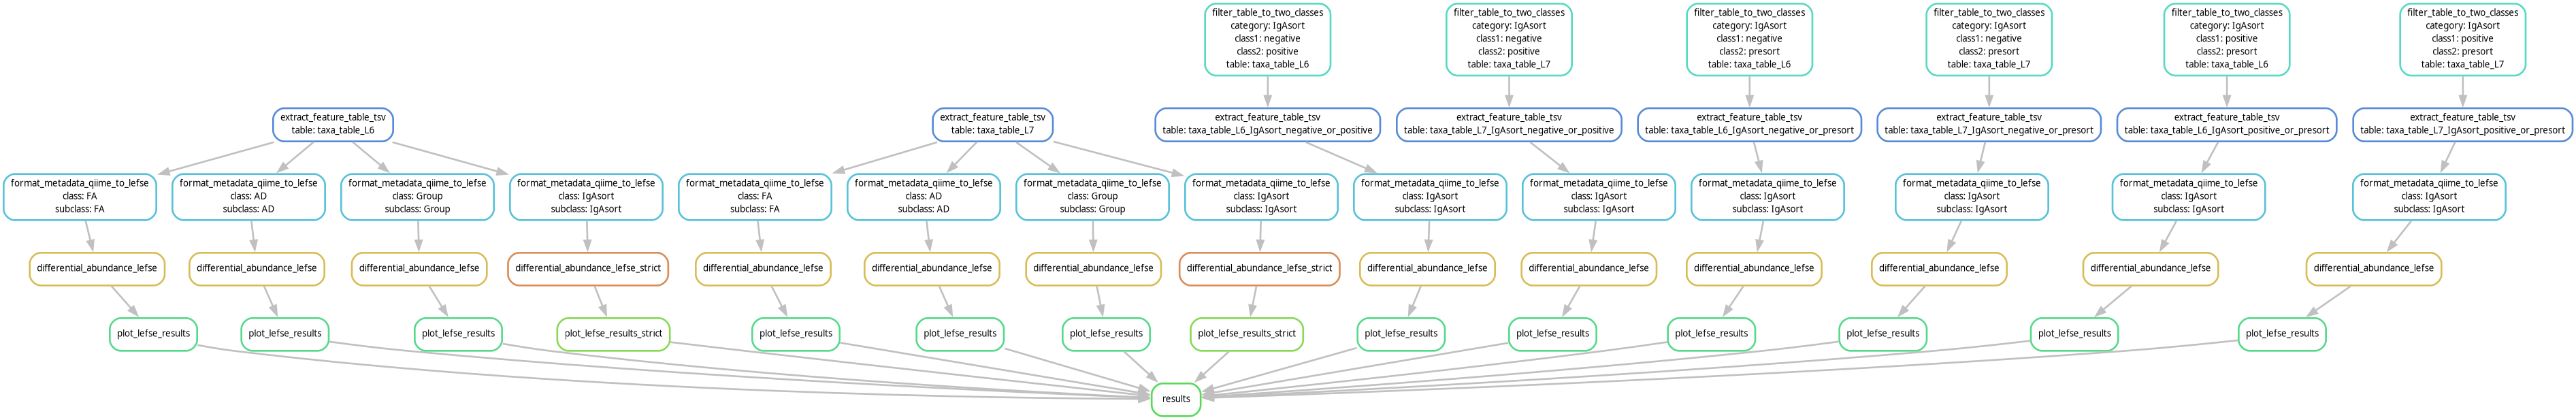 filter_table_to_two_classes
category: IgAsort
class1: negative
class2: positive
table: taxa_table_L6
filter_table_to_two_classes
category: IgAsort
class1: negative
class2: positive
table: taxa_table_L7
filter_table_to_two_classes
category: IgAsort
class1: negative
class2: presort
table: taxa_table_L6
filter_table_to_two_classes
category: IgAsort
class1: negative
class2: presort
table: taxa_table_L7
filter_table_to_two_classes
category: IgAsort
class1: positive
class2: presort
table: taxa_table_L6
filter_table_to_two_classes
category: IgAsort
class1: positive
class2: presort
table: taxa_table_L7
extract_feature_table_tsv
table: taxa_table_L6
extract_feature_table_tsv
table: taxa_table_L7
extract_feature_table_tsv
table: taxa_table_L6_IgAsort_negative_or_positive
extract_feature_table_tsv
table: taxa_table_L7_IgAsort_negative_or_positive
extract_feature_table_tsv
table: taxa_table_L6_IgAsort_negative_or_presort
extract_feature_table_tsv
table: taxa_table_L7_IgAsort_negative_or_presort
extract_feature_table_tsv
table: taxa_table_L6_IgAsort_positive_or_presort
extract_feature_table_tsv
table: taxa_table_L7_IgAsort_positive_or_presort
format_metadata_qiime_to_lefse
class: FA
subclass: FA
format_metadata_qiime_to_lefse
class: AD
subclass: AD
format_metadata_qiime_to_lefse
class: Group
subclass: Group
format_metadata_qiime_to_lefse
class: IgAsort
subclass: IgAsort
format_metadata_qiime_to_lefse
class: FA
subclass: FA
format_metadata_qiime_to_lefse
class: AD
subclass: AD
format_metadata_qiime_to_lefse
class: Group
subclass: Group
format_metadata_qiime_to_lefse
class: IgAsort
subclass: IgAsort
format_metadata_qiime_to_lefse
class: IgAsort
subclass: IgAsort
format_metadata_qiime_to_lefse
class: IgAsort
subclass: IgAsort
format_metadata_qiime_to_lefse
class: IgAsort
subclass: IgAsort
format_metadata_qiime_to_lefse
class: IgAsort
subclass: IgAsort
format_metadata_qiime_to_lefse
class: IgAsort
subclass: IgAsort
format_metadata_qiime_to_lefse
class: IgAsort
subclass: IgAsort
differential_abundance_lefse
differential_abundance_lefse
differential_abundance_lefse
differential_abundance_lefse_strict
differential_abundance_lefse
differential_abundance_lefse
differential_abundance_lefse
differential_abundance_lefse_strict
differential_abundance_lefse
differential_abundance_lefse
differential_abundance_lefse
differential_abundance_lefse
differential_abundance_lefse
differential_abundance_lefse
plot_lefse_results
plot_lefse_results
plot_lefse_results
plot_lefse_results_strict
plot_lefse_results
plot_lefse_results
plot_lefse_results
plot_lefse_results_strict
plot_lefse_results
plot_lefse_results
plot_lefse_results
plot_lefse_results
plot_lefse_results
plot_lefse_results
results